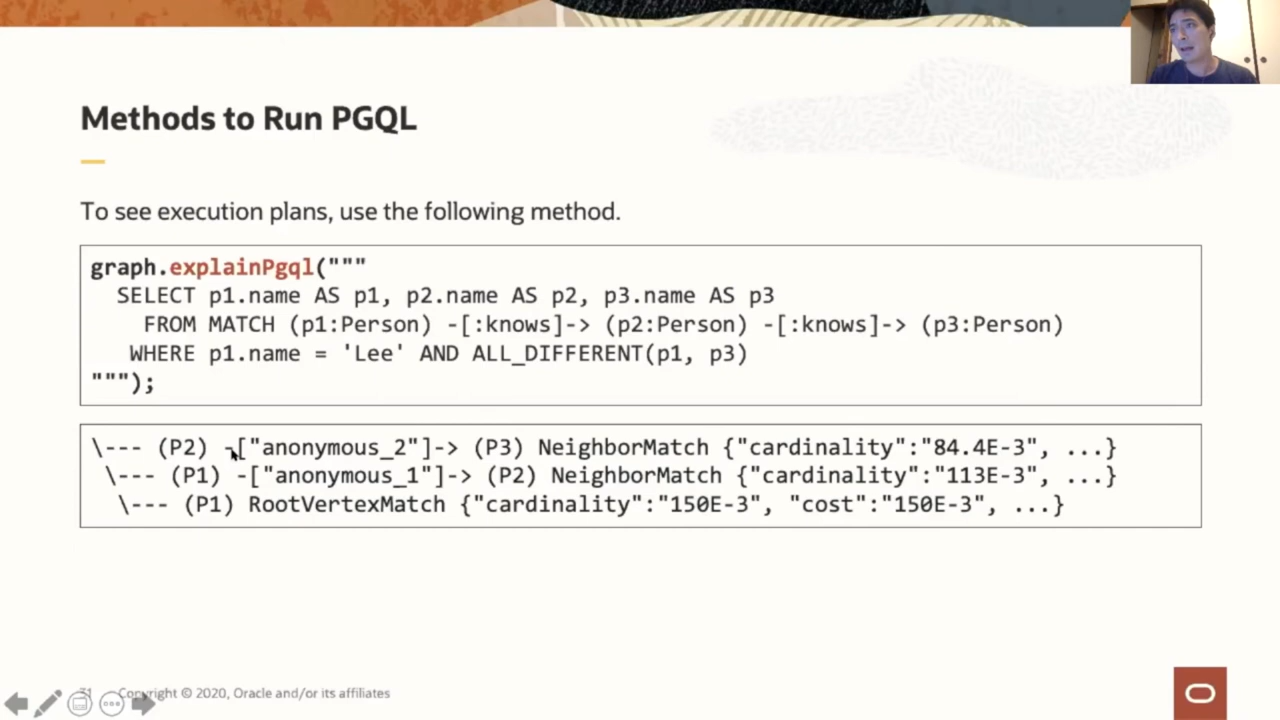 Methods to Run PGQL
To see execution plans, use the following method.
graph.explainPgql("""
SELECT p1.name AS p1, p2.name AS p2, p3.name AS p3
FROM MATCH (p1:Person) -[:knows]-> (p2:Person) -[:knows]-> (p3:Person)
WHERE p1.name = 'Lee' AND ALL_DIFFERENT(p1, p3)
""");
\--- (P2) -["anonymous_2"]-> (P3) NeighborMatch {"cardinality":"84.4E-3", ...}
\--- (P1) -["anonymous_1"]-> (P2) NeighborMatch {"cardinality":"113E-3", ...}
\--- (P1) RootVertexMatch {"cardinality":"150E-3", "cost":"150E-3", ...}
Copyright © 2020, Oracle and/or its affiliates